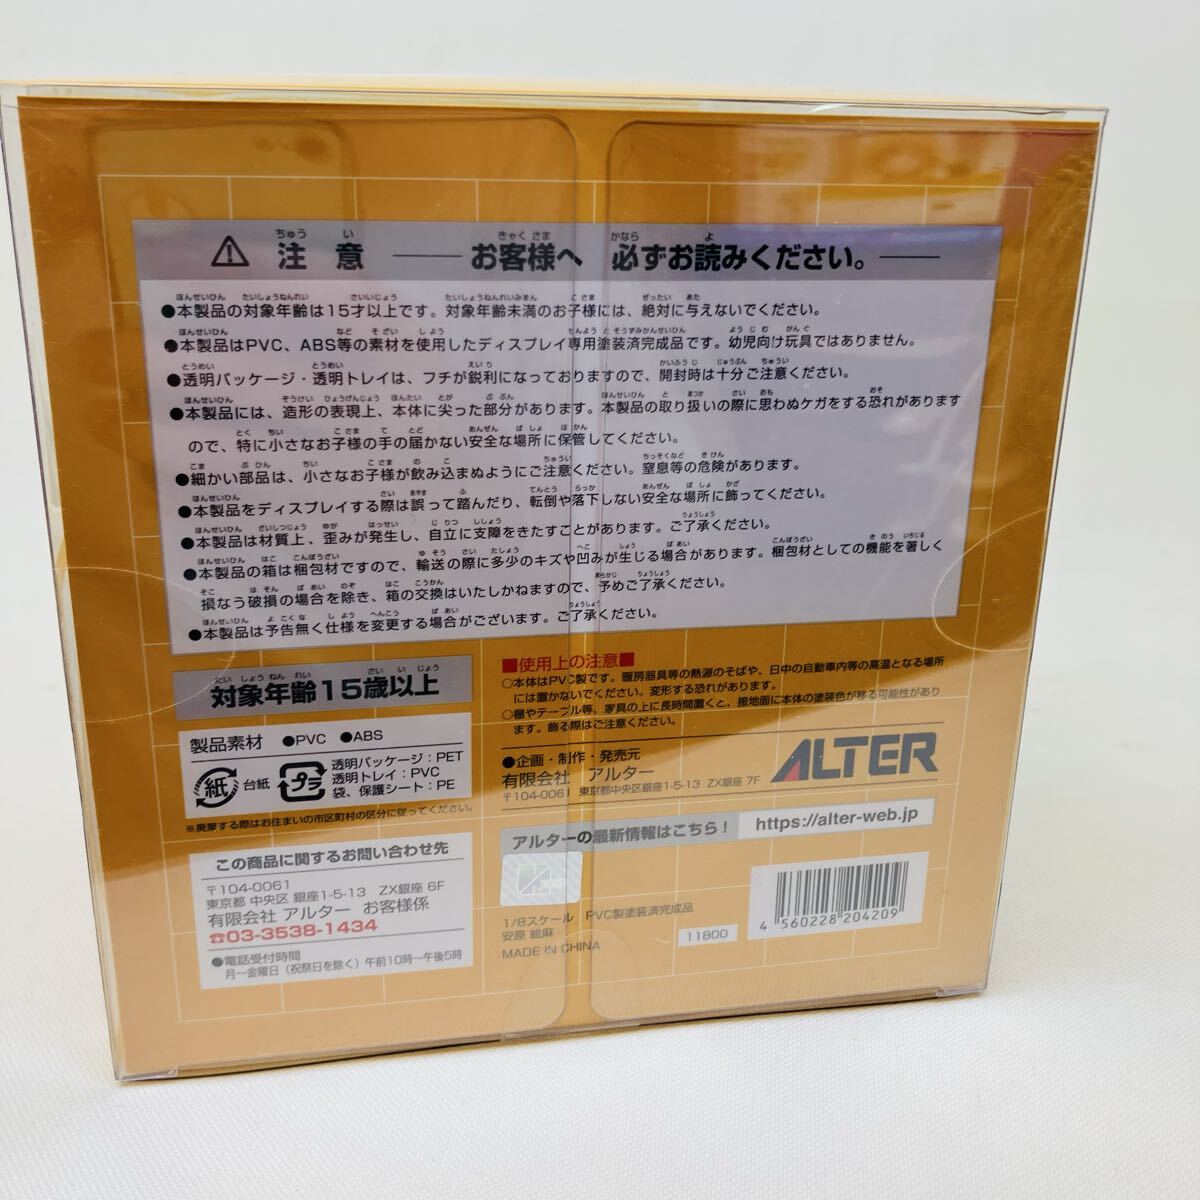 注意 お客様へ 必ずお読みください。
●本製品の対象年齢は15才以上です。対象年齢未満のお子様には、絶対に与えないでください。
●本製品はPVC、ABS等の素材を使用したディスプレイ専用塗装済完成品です。幼児向け玩具ではありません。
●透明パッケージ・透明トレイは、フチが鋭利になっておりますので、開封時は十分ご注意ください。
●本製品には、造形の表現上、本体に尖った部分があります。本製品の取り扱いの際に思わぬケガをする恐れがあります
ので、特に小さなお子様の手の届かない安全な場所に保管してください。
●細かい部品は、小さなお子様が飲み込まぬようにご注意ください。窒息等の危険があります。
●本製品をディスプレイする際は誤って踏んだり、転倒や落下しない安全な場所に飾ってください。
●本製品は材質上、歪みが発生し、自立に支障をきたすことがあります。ご了承ください。
●本製品の箱は梱包材ですので、輸送の際に多少のキズや凹みが生じる場合があります。梱包材としての機能を著しく
損なう破損の場合を除き、箱の交換はいたしかねますので、予めご了承ください。
●本製品は予告無く仕様を変更する場合がございます。ご了承ください。
対象年齢15歳以上
製品素材 ●PVC ●ABS
紙 台紙 プラ
透明パッケージ:PET
透明トレイ:PVC
袋、保護シート:PE
※廃棄する際はお住まいの市区町村の区分に従ってください。
この商品に関するお問い合わせ先
〒104-0061
東京都 中央区 銀座1-5-13 ZX銀座 6F
有限会社 アルター お客様係
☎03-3538-1434
●電話受付時間
月〜金曜日(祝祭日を除く)午前10時〜午後5時
■使用上の注意■
○本体はPVC製です。暖房器具等の熱源のそばや、日中の自動車内等の高温となる場所
には置かないでください。変形する恐れがあります。
○棚やテーブル等、家具の上に長時間置くと、接地面に本体の塗装色が移る可能性があり
ます。飾る際はご注意ください。
●企画・制作・発売元
有限会社 アルター
〒104-0061 東京都中央区銀座1-5-13 ZX銀座 7F
ALTER
アルターの最新情報はこちら! https://alter-web.jp
1/8スケール PVC製塗装済完成品
安原 絵麻
MADE IN CHINA
11800
4 560228 204209